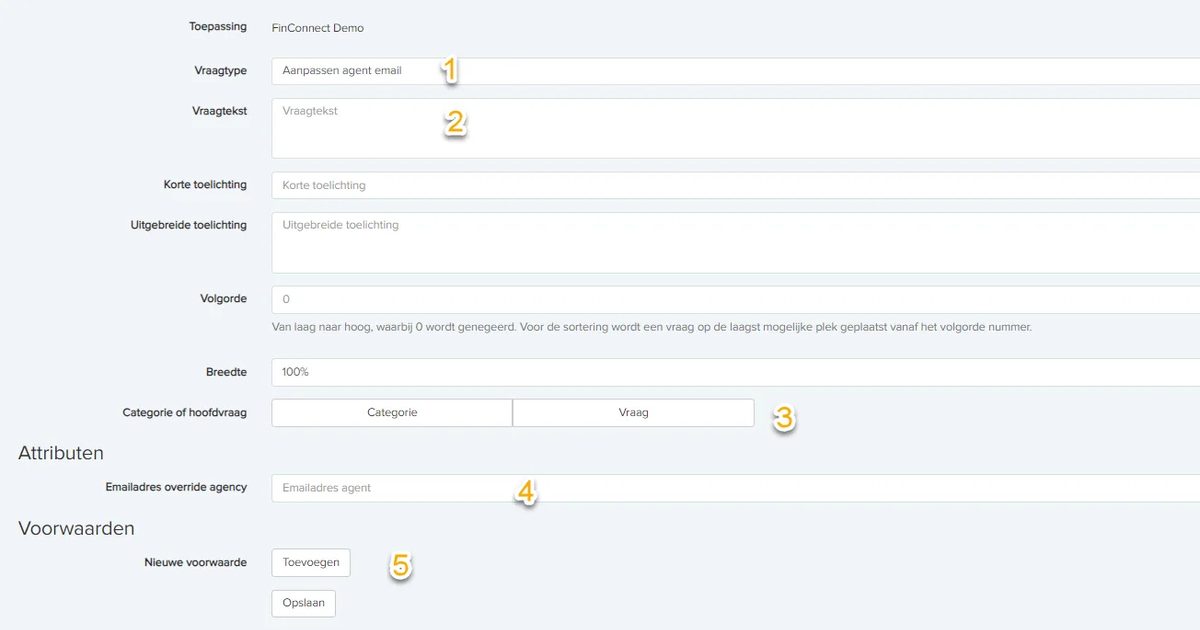 Toepassing FinConnect Demo
Vraagtype Aanpassen agent email 1
Vraagtekst Vraagtekst 2
Korte toelichting Korte toelichting
Uitgebreide toelichting Uitgebreide toelichting
Volgorde 0
Van laag naar hoog, waarbij 0 wordt genegeerd. Voor de sortering wordt een vraag op de laagst mogelijke plek geplaatst vanaf het volgorde nummer.
Breedte 100%
Categorie of hoofdvraag Categorie Vraag 3
Attributen
Emailadres override agency Emailadres agent 4
Voorwaarden
Nieuwe voorwaarde Toevoegen 5
Opslaan